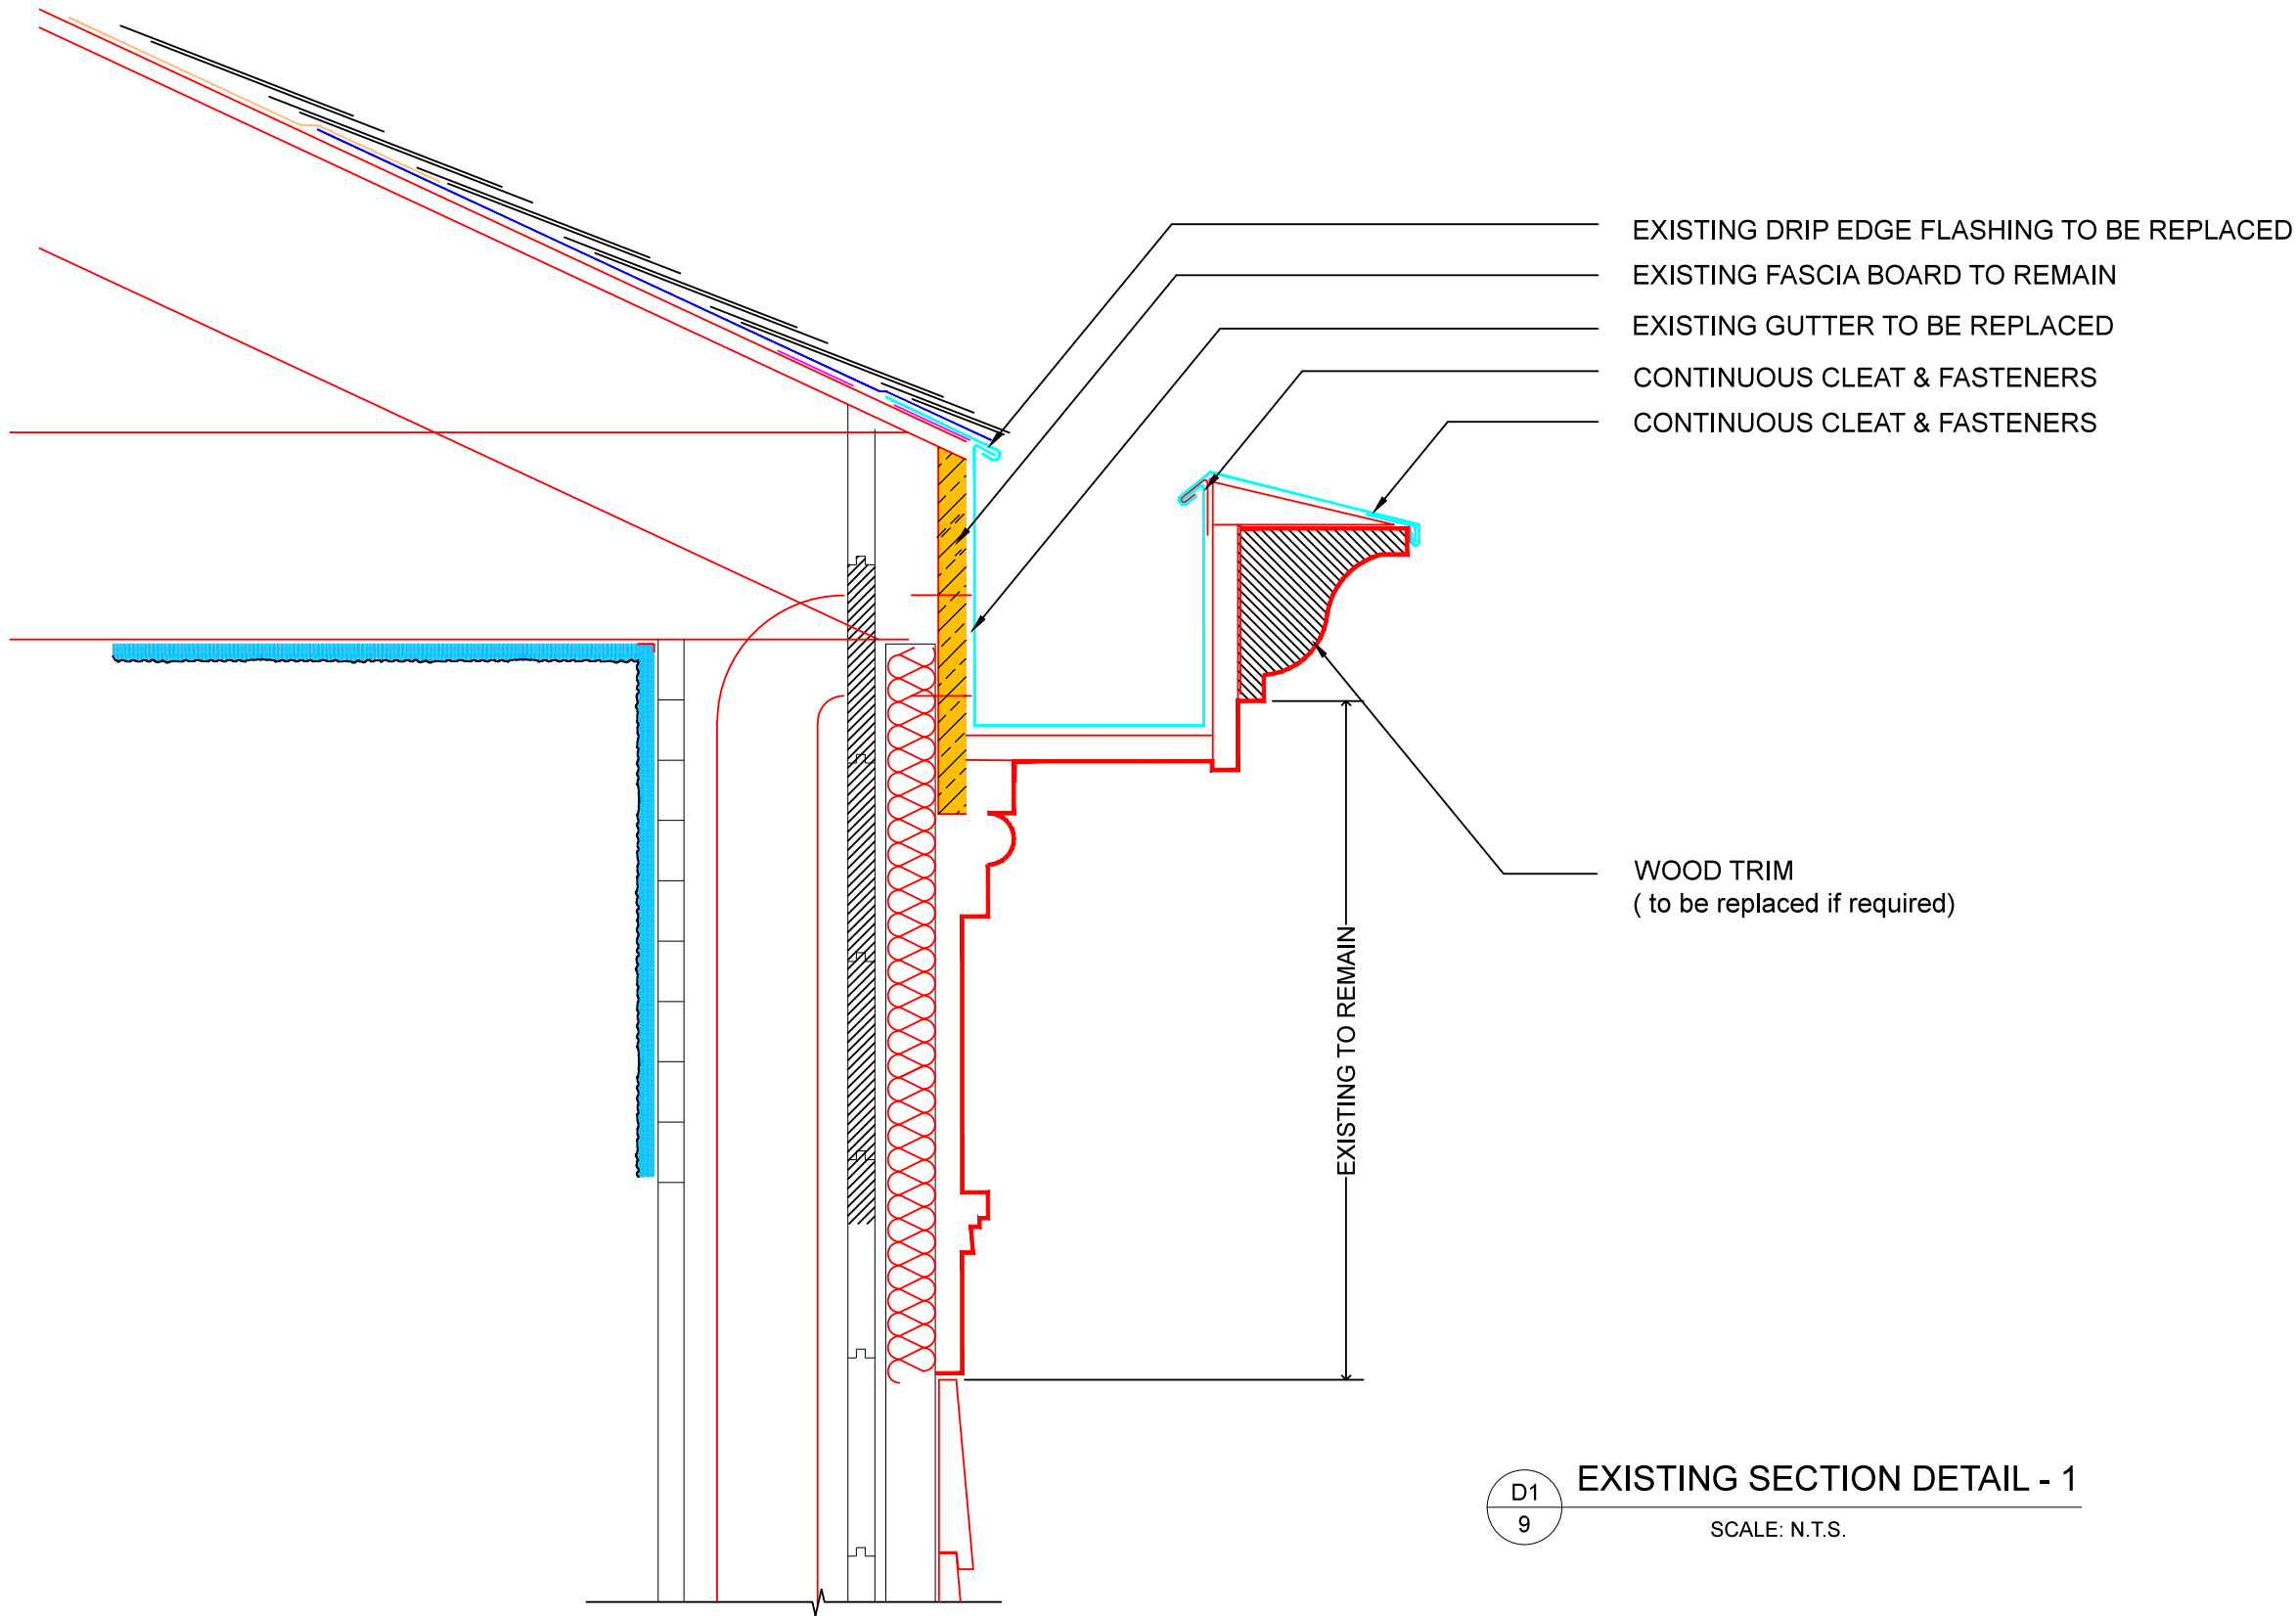 EXISTING DRIP EDGE FLASHING TO BE REPLACED
EXISTING FASCIA BOARD TO REMAIN
EXISTING GUTTER TO BE REPLACED
CONTINUOUS CLEAT & FASTENERS
CONTINUOUS CLEAT & FASTENERS
WOOD TRIM
( to be replaced if required)
EXISTING TO REMAIN
D1
9
EXISTING SECTION DETAIL - 1
SCALE: N.T.S.